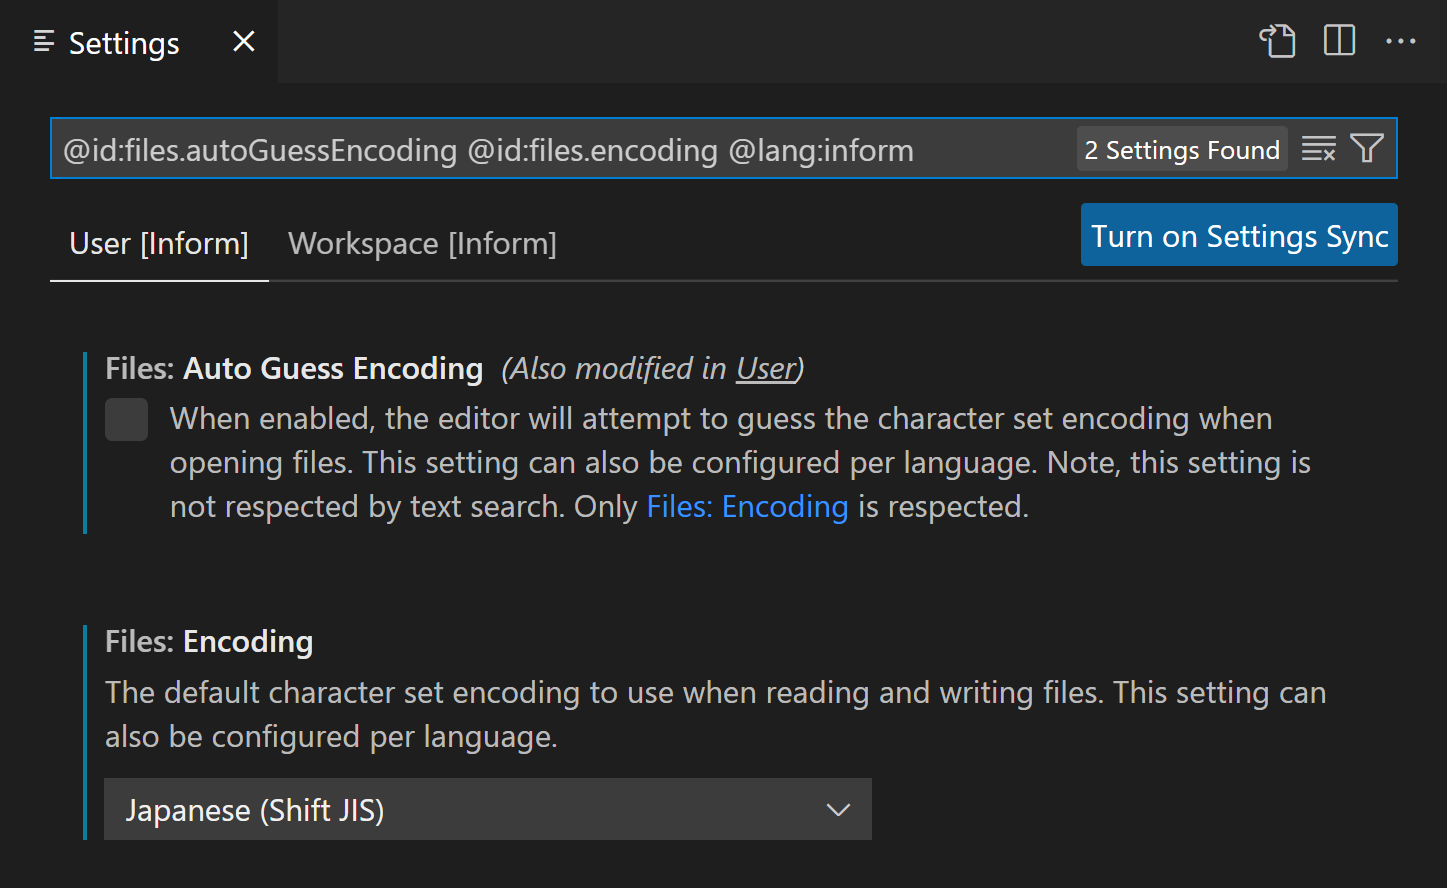 Settings
@id:files.autoGuessEncoding @id:files.encoding @lang:inform
2 Settings Found
User [Inform] Workspace [Inform]
Turn on Settings Sync
Files: Auto Guess Encoding (Also modified in User)
When enabled, the editor will attempt to guess the character set encoding when
opening files. This setting can also be configured per language. Note, this setting is
not respected by text search. Only Files: Encoding is respected.
Files: Encoding
The default character set encoding to use when reading and writing files. This setting can
also be configured per language.
Japanese (Shift JIS)